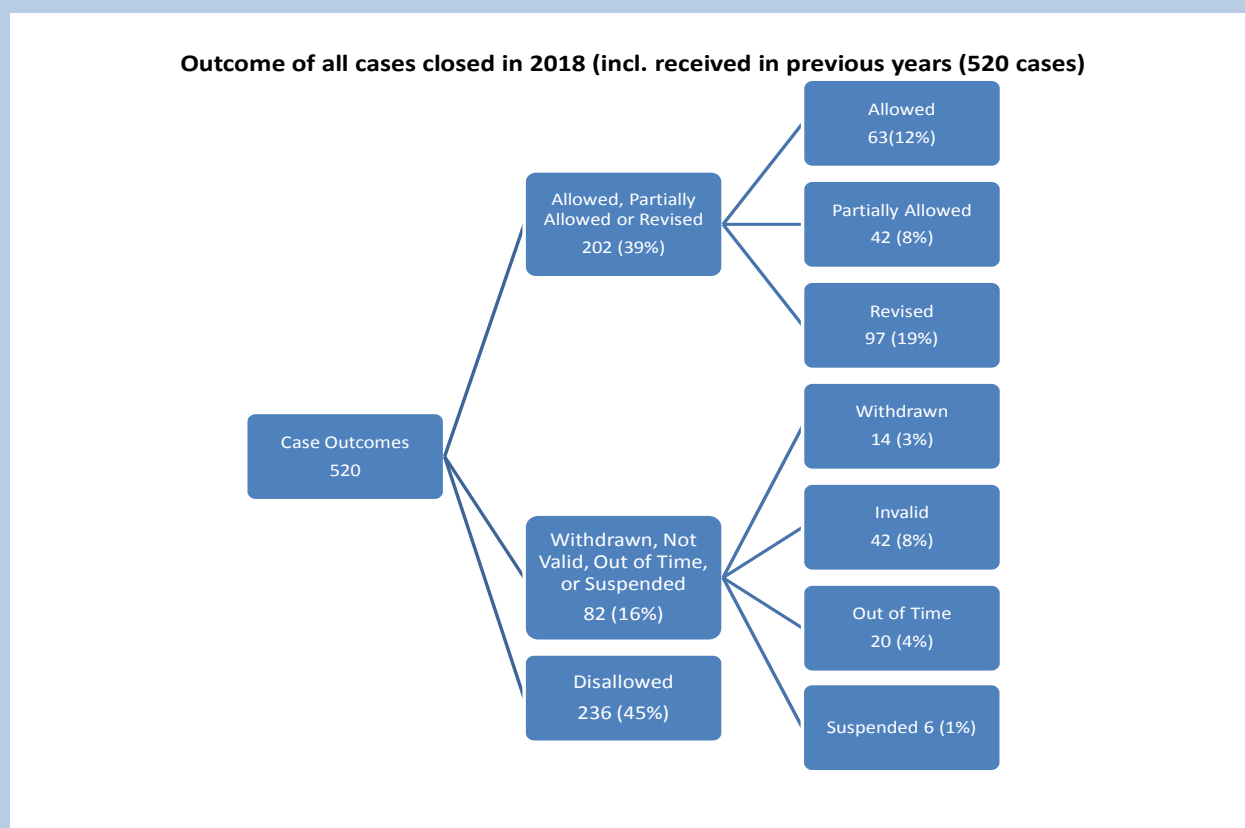 Outcome of all cases closed in 2018 (incl. received in previous years (520 cases)
Case Outcomes
520
Allowed, Partially
Allowed or Revised
202 (39%)
Allowed
63(12%)
Partially Allowed
42 (8%)
Revised
97 (19%)
Withdrawn, Not
Valid, Out of Time,
or Suspended
82 (16%)
Withdrawn
14 (3%)
Invalid
42 (8%)
Out of Time
20 (4%)
Suspended 6 (1%)
Disallowed
236 (45%)